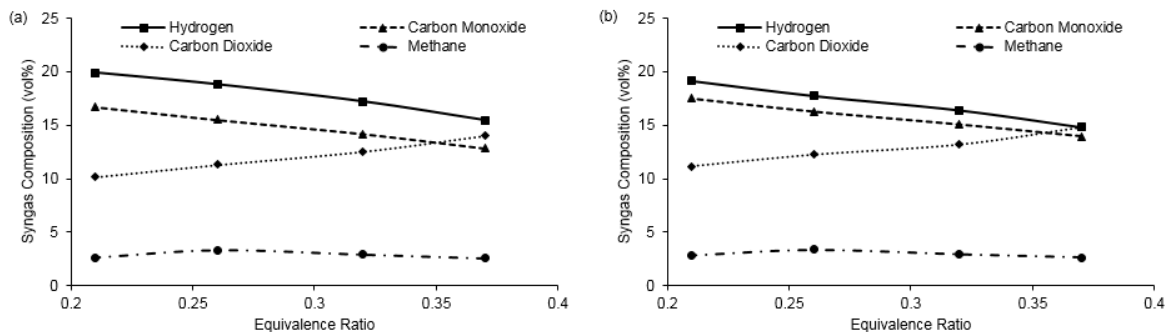 (a)
Hydrogen
Carbon Monoxide
Carbon Dioxide
Methane
Syngas Composition (vol%)
25
20
15
10
5
0
0.2
0.25
0.3
0.35
0.4
Equivalence Ratio
(b)
Hydrogen
Carbon Monoxide
Carbon Dioxide
Methane
Syngas Composition (vol%)
25
20
15
10
5
0
0.2
0.25
0.3
0.35
0.4
Equivalence Ratio